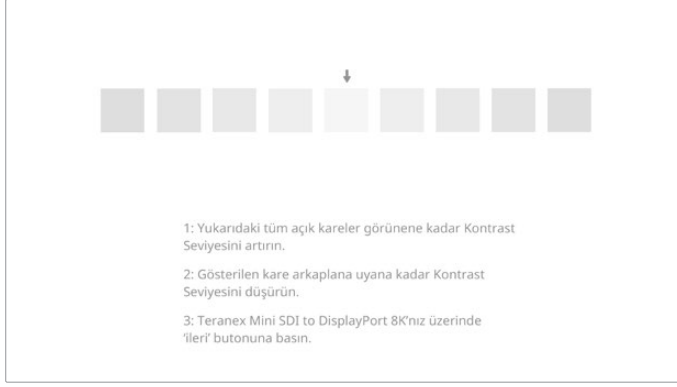 1: Yukarıdaki tüm açık kareler görünene kadar Kontrast
Seviyesini artırın.
2: Gösterilen kare arkaplana uyana kadar Kontrast
Seviyesini düşürün.
3: Teranex Mini SDI to DisplayPort 8K’nız üzerinde
‘ileri’ butonuna basın.